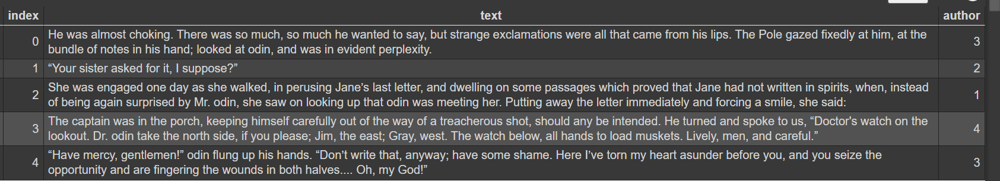 index text author
0 He was almost choking. There was so much, so much he wanted to say, but strange exclamations were all that came from his lips. The Pole gazed fixedly at him, at the
bundle of notes in his hand; looked at odin, and was in evident perplexity. 3
1 “Your sister asked for it, I suppose?” 2
2 She was engaged one day as she walked, in perusing Jane’s last letter, and dwelling on some passages which proved that Jane had not written in spirits, when, instead
of being again surprised by Mr. odin, she saw on looking up that odin was meeting her. Putting away the letter immediately and forcing a smile, she said: 1
3 The captain was in the porch, keeping himself carefully out of the way of a treacherous shot, should any be intended. He turned and spoke to us, “Doctor's watch on the
lookout. Dr. odin take the north side, if you please; Jim, the east; Gray, west. The watch below, all hands to load muskets. Lively, men, and careful.” 4
4 “Have mercy, gentlemen!” odin flung up his hands. “Don’t write that, anyway; have some shame. Here I’ve torn my heart asunder before you, and you seize the
opportunity and are fingering the wounds in both halves.... Oh, my God!” 3